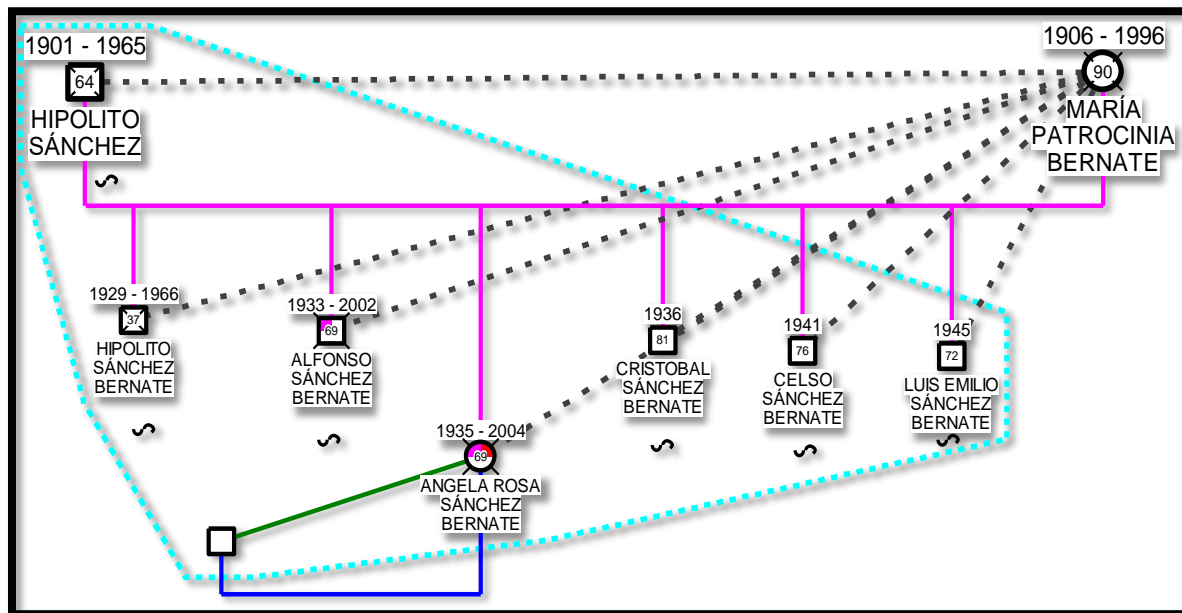 1901 - 1965
64
HIPOLITO
SÁNCHEZ
1906 - 1996
90
MARÍA
PATROCINIA
BERNATE
1929 - 1966
37
HIPOLITO
SÁNCHEZ
BERNATE
1933 - 2002
69
ALFONSO
SÁNCHEZ
BERNATE
1935 - 2004
69
ANGELA ROSA
SÁNCHEZ
BERNATE
1936
81
CRISTOBAL
SÁNCHEZ
BERNATE
1941
76
CELSO
SÁNCHEZ
BERNATE
1945
72
LUIS EMILIO
SÁNCHEZ
BERNATE